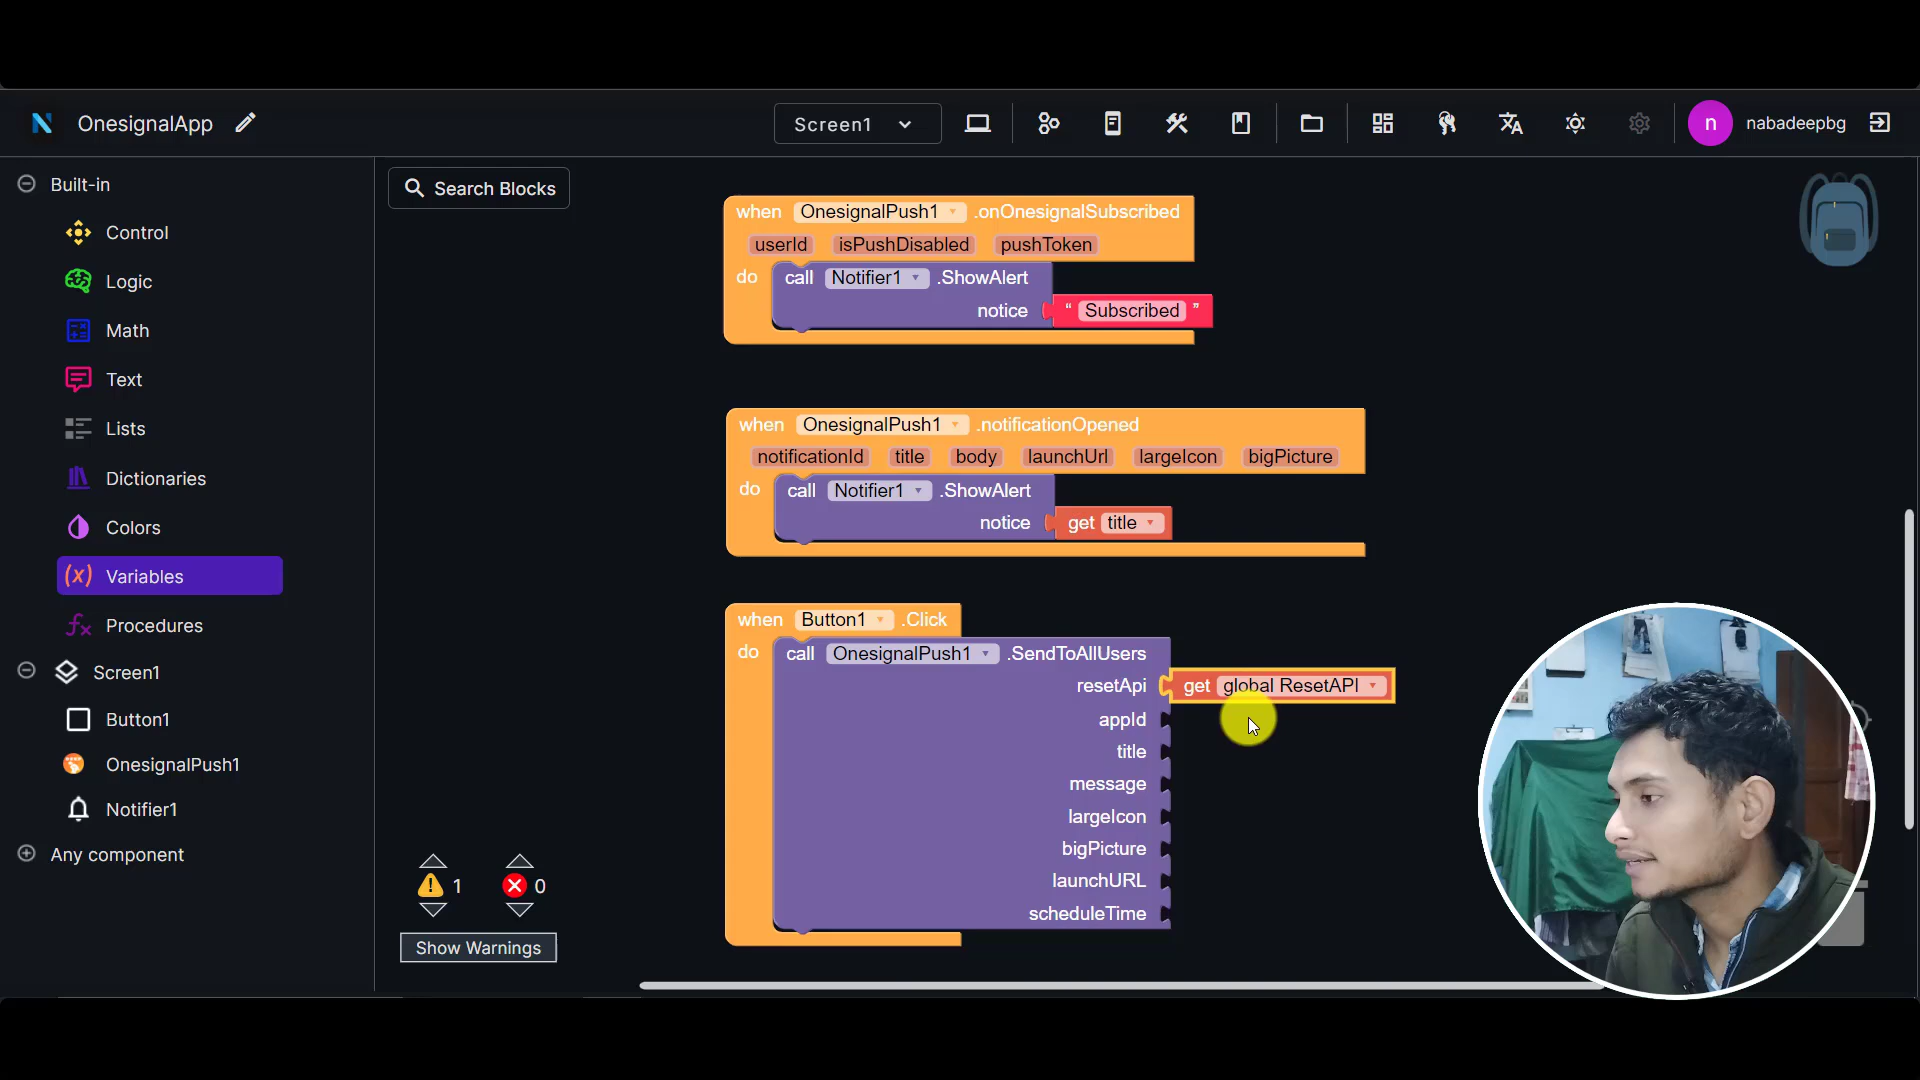 OnesignalApp
Screen1
n
nabadeepbg
Built-in
Control
Logic
Math
Text
Lists
Dictionaries
Colors
(x) Variables
Procedures
Screen1
Button1
OnesignalPush1
Notifier1
Any component
Search Blocks
when OnesignalPush1 .onOnesignalSubscribed
userId isPushDisabled pushToken
do call Notifier1 .ShowAlert
notice “ Subscribed ”
when OnesignalPush1 .notificationOpened
notificationId title body launchUrl largeIcon bigPicture
do call Notifier1 .ShowAlert
notice get title
when Button1 .Click
do call OnesignalPush1 .SendToAllUsers
resetApi get global ResetAPI
appId
title
message
largeIcon
bigPicture
launchURL
scheduleTime
1 0
Show Warnings